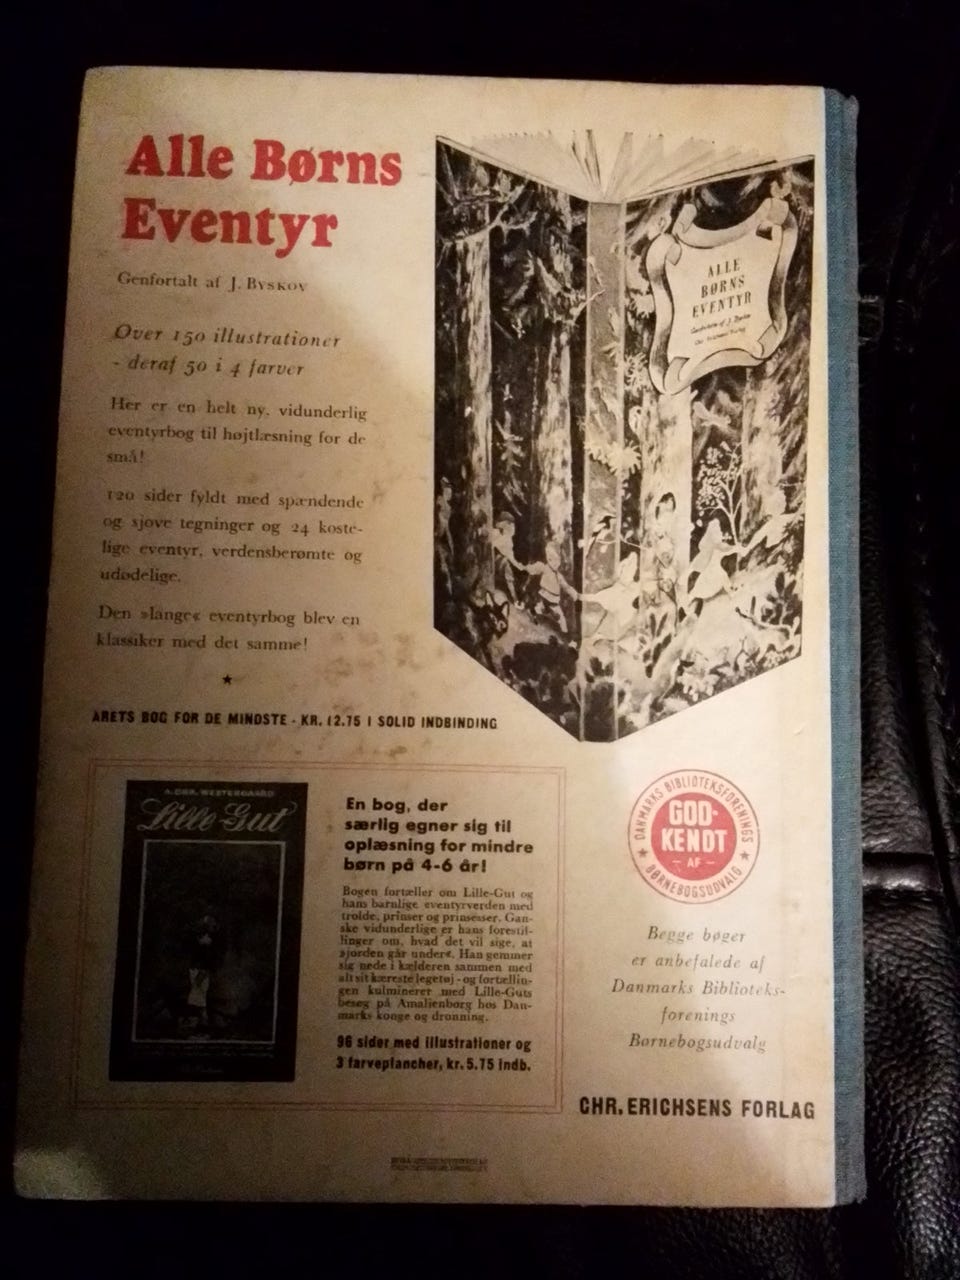 Alle Børns
Eventyr
Genfortalt af J. Byskov
Over 150 illustrationer
- deraf 50 i 4 farver
Her er en helt ny, vidunderlig
eventyrbog til højtlæsning for de
små!
120 sider fyldt med spændende
og sjove tegninger og 24 koste-
lige eventyr, verdensberømte og
udødelige.
Den »lange« eventyrbog blev en
klassiker med det samme!
ÅRETS BOG FOR DE MINDSTE - KR. 12.75 I SOLID INDBINDING
ALLE
BØRNS
EVENTYR
Genfortalte af J. Byskov
Chr. Erichsens Forlag
A. CHR. WESTERGAARD
Lille-Gut
En bog, der
særlig egner sig til
oplæsning for mindre
børn på 4-6 år!
Bogen fortæller om Lille-Gut og
hans barnlige eventyrverden med
trolde, prinser og prinsesser. Gan-
ske vidunderlige er hans forestil-
linger om, hvad det vil sige, at
»jorden går under«. Han gemmer
sig nede i kælderen sammen med
alt sit kæreste legetøj - og fortællin-
gen kulminerer med Lille-Guts
besøg på Amalienborg hos Dan-
marks konge og dronning.
96 sider med illustrationer og
3 farveplancher, kr. 5.75 indb.
DANMARKS BIBLIOTEKSFORENINGS
GOD-
KENDT
- AF -
BØRNEBOGSUDVALG
Begge bøger
er anbefalede af
Danmarks Biblioteks-
forenings
Børnebogsudvalg
CHR. ERICHSENS FORLAG